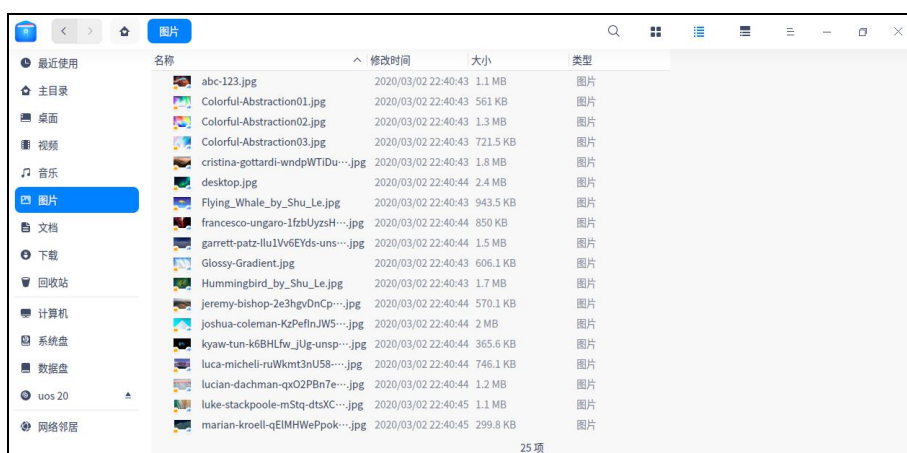 图片
名称 修改时间 大小 类型
最近使用
主目录
桌面
视频
音乐
图片
文档
下载
回收站
计算机
系统盘
数据盘
uos 20
网络邻居
abc-123.jpg 2020/03/02 22:40:43 1.1 MB 图片
Colorful-Abstraction01.jpg 2020/03/02 22:40:43 561 KB 图片
Colorful-Abstraction02.jpg 2020/03/02 22:40:43 1.3 MB 图片
Colorful-Abstraction03.jpg 2020/03/02 22:40:43 721.5 KB 图片
cristina-gottardi-wndpWTiDu⋯.jpg 2020/03/02 22:40:43 1.8 MB 图片
desktop.jpg 2020/03/02 22:40:44 2.4 MB 图片
Flying_Whale_by_Shu_Le.jpg 2020/03/02 22:40:43 943.5 KB 图片
francesco-ungaro-1fzbUyzsH⋯.jpg 2020/03/02 22:40:44 850 KB 图片
garrett-patz-Ilu1Vv6EYds-uns⋯.jpg 2020/03/02 22:40:44 1.5 MB 图片
Glossy-Gradient.jpg 2020/03/02 22:40:43 606.1 KB 图片
Hummingbird_by_Shu_Le.jpg 2020/03/02 22:40:43 1.7 MB 图片
jeremy-bishop-2e3hgvDnCp⋯.jpg 2020/03/02 22:40:44 570.1 KB 图片
joshua-coleman-KzPefInJW5⋯.jpg 2020/03/02 22:40:44 2 MB 图片
kyaw-tun-k6BHLfw_jUg-unsp⋯.jpg 2020/03/02 22:40:44 365.6 KB 图片
luca-micheli-ruWkmt3nU58-⋯.jpg 2020/03/02 22:40:44 746.1 KB 图片
lucian-dachman-qxO2PBn7e⋯.jpg 2020/03/02 22:40:44 1.2 MB 图片
luke-stackpoole-mStq-dtsXC⋯.jpg 2020/03/02 22:40:45 1.1 MB 图片
marian-kroell-qElMHWePpok⋯.jpg 2020/03/02 22:40:45 299.8 KB 图片
25 项